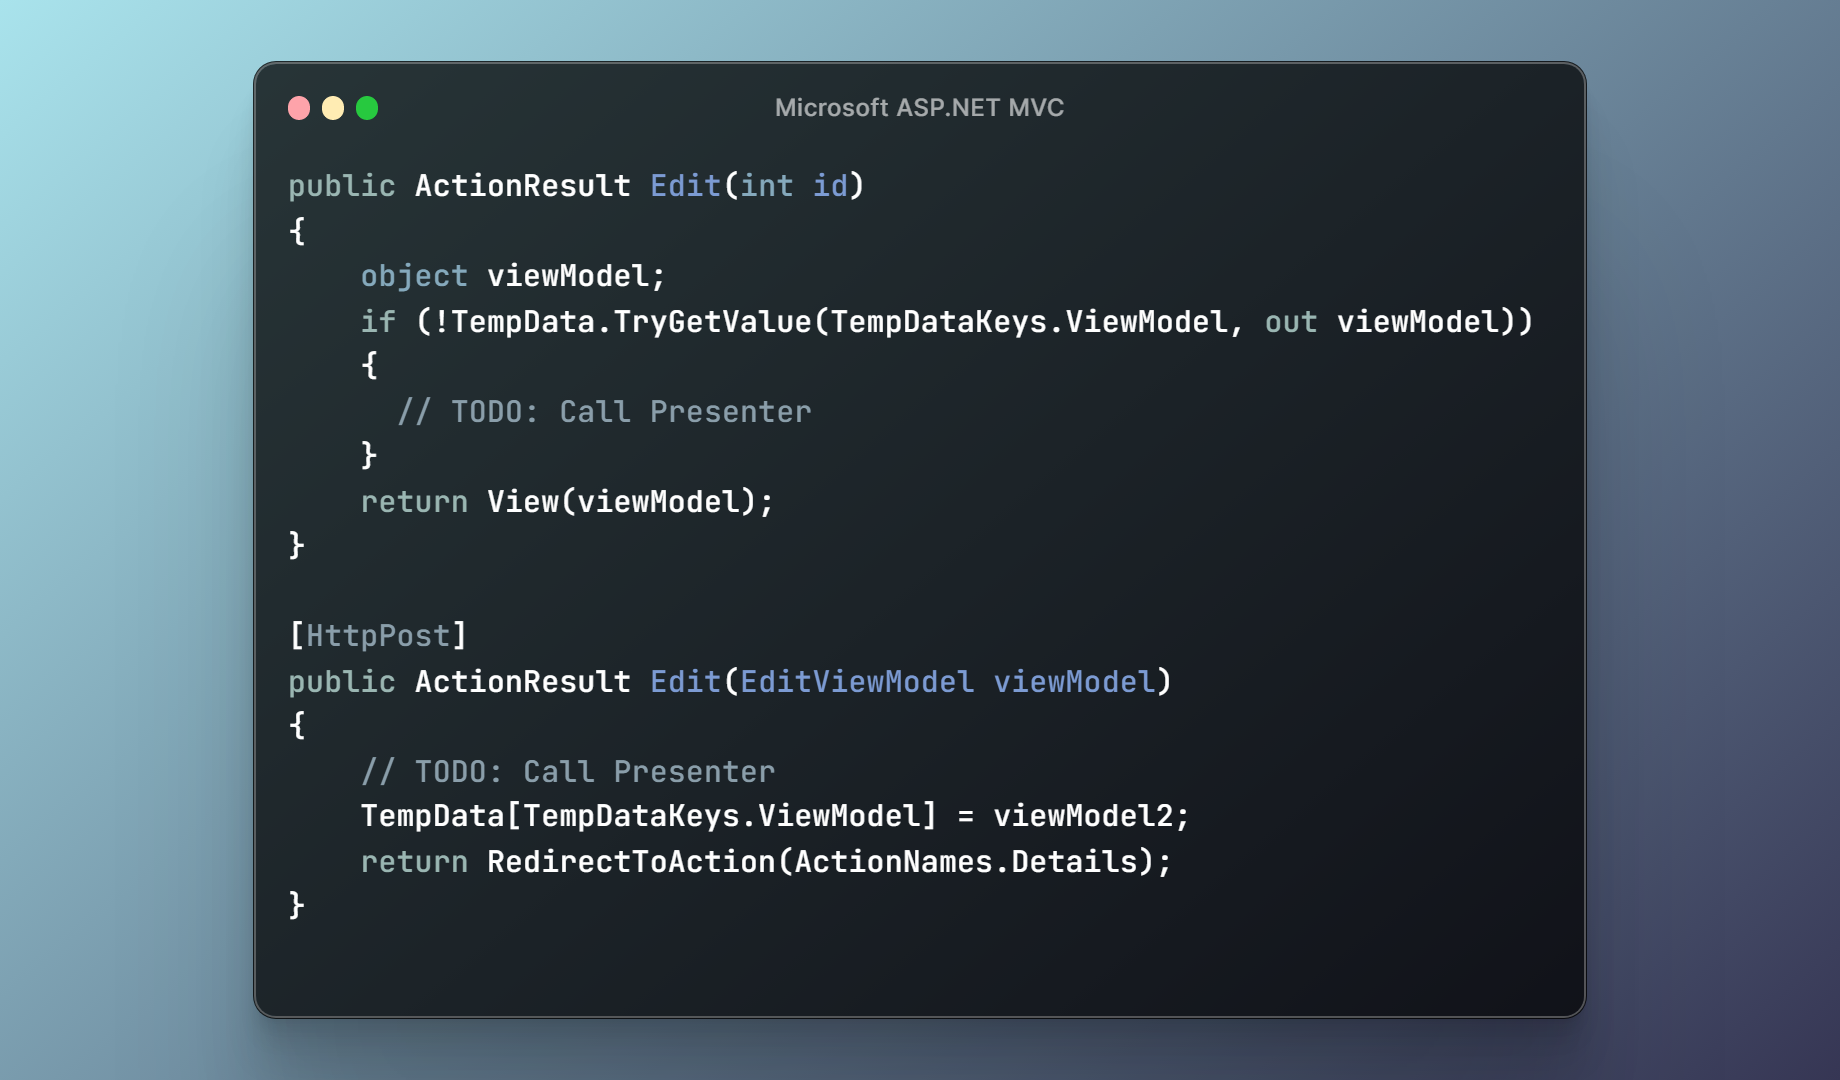 Microsoft ASP.NET MVC
public ActionResult Edit(int id)
{
    object viewModel;
    if (!TempData.TryGetValue(TempDataKeys.ViewModel, out viewModel))
    {
      // TODO: Call Presenter
    }
    return View(viewModel);
}

[HttpPost]
public ActionResult Edit(EditViewModel viewModel)
{
    // TODO: Call Presenter
    TempData[TempDataKeys.ViewModel] = viewModel2;
    return RedirectToAction(ActionNames.Details);
}